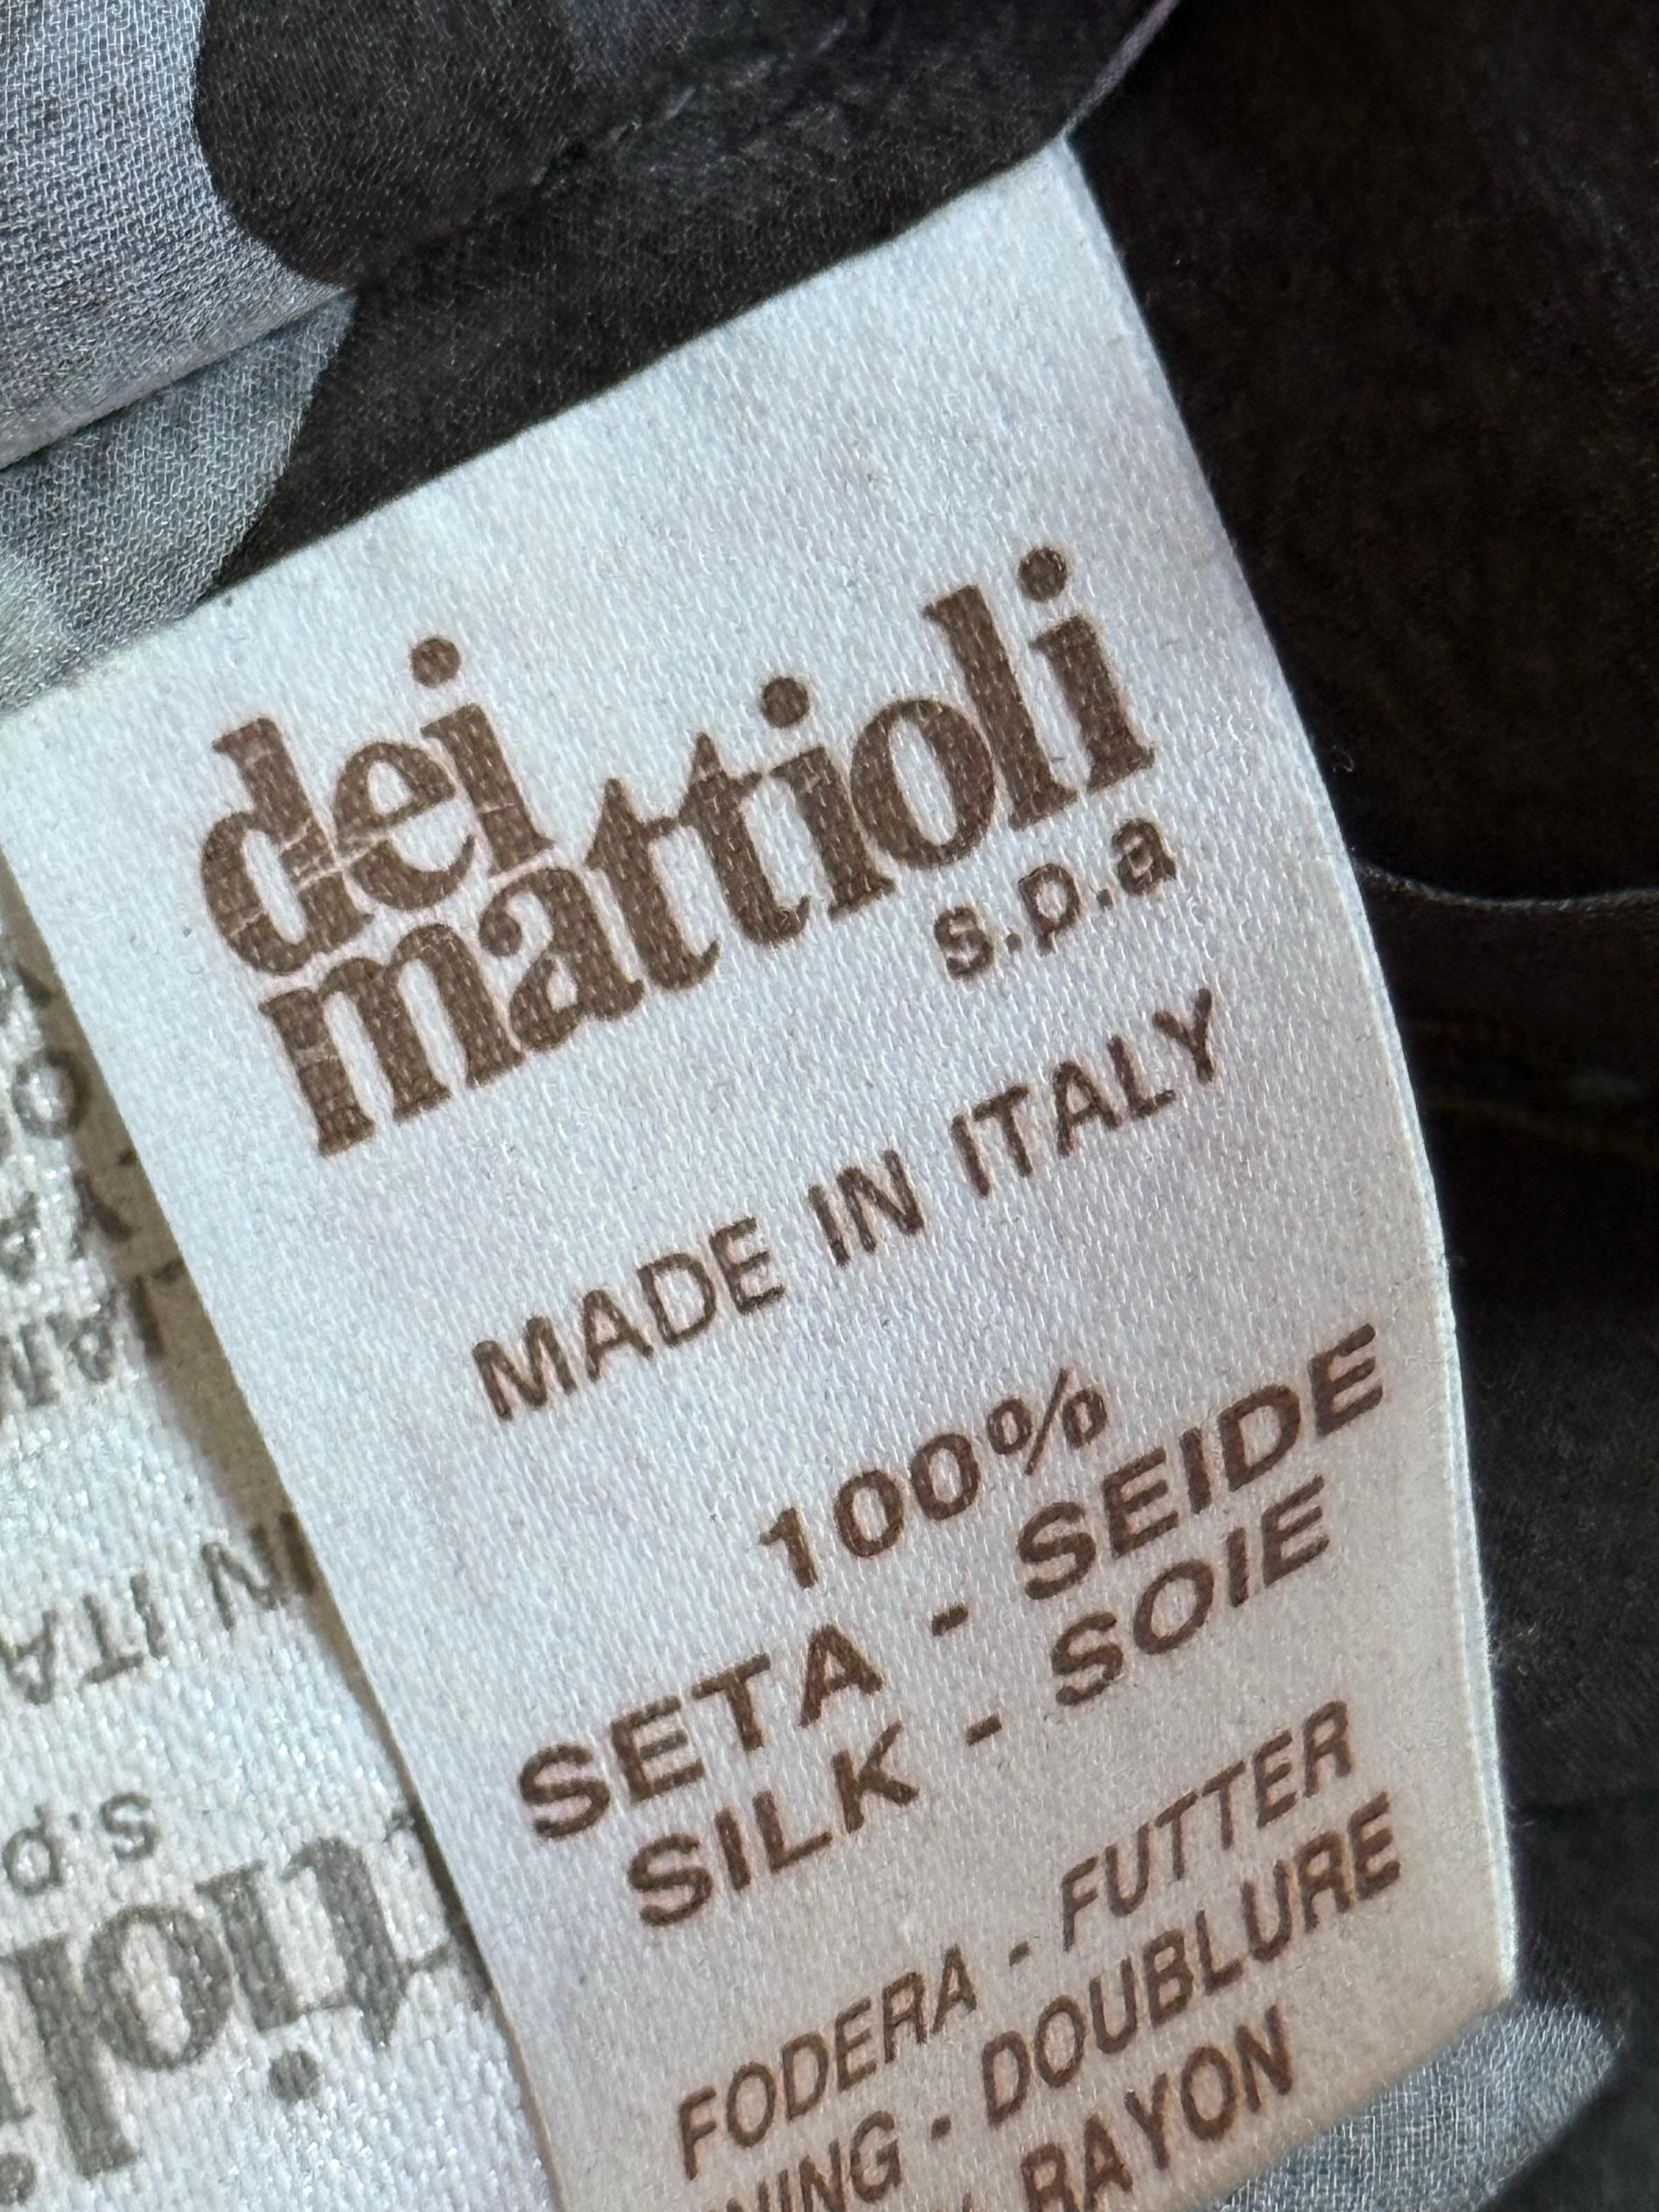 dei
mattioli
s.p.a
MADE IN ITALY
100%
SETA - SEIDE
SILK - SOIE
FODERA - FUTTER
- DOUBLURE
RAYON
s.p